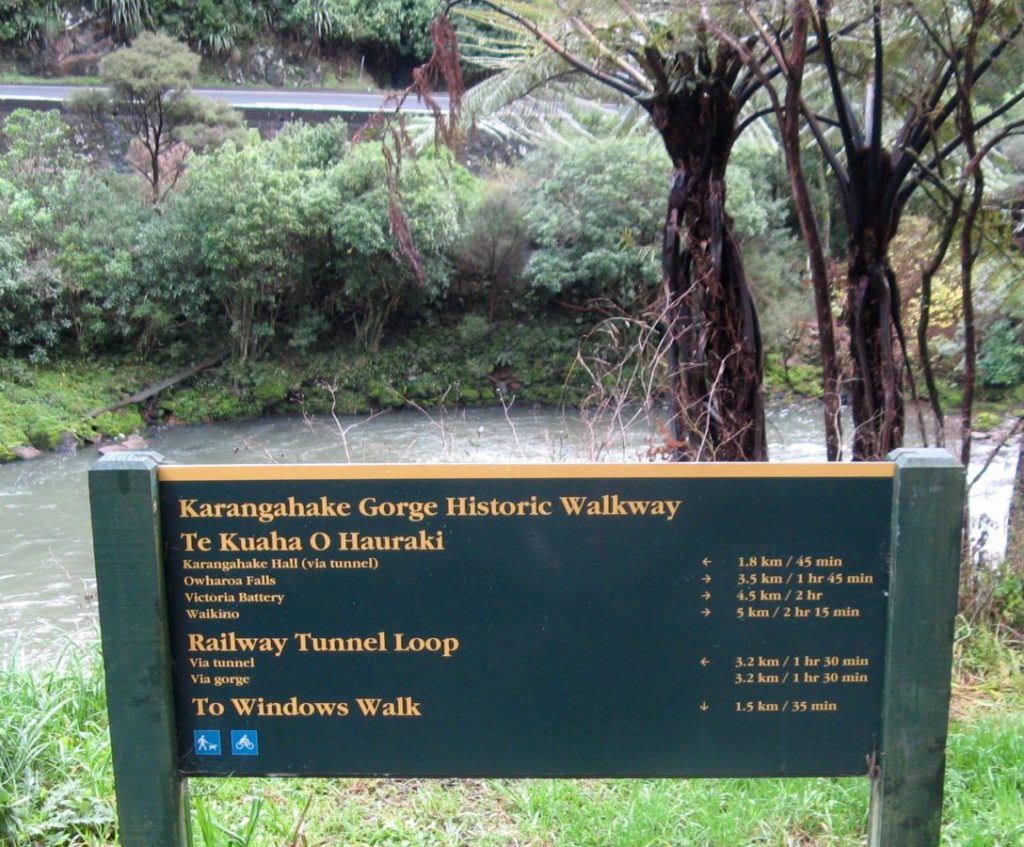 Karangahake Gorge Historic Walkway
Te Kuaha O Hauraki
Karangahake Hall (via tunnel) ← 1.8 km / 45 min
Owharoa Falls → 3.5 km / 1 hr 45 min
Victoria Battery → 4.5 km / 2 hr
Waikino → 5 km / 2 hr 15 min
Railway Tunnel Loop
Via tunnel ← 3.2 km / 1 hr 30 min
Via gorge 3.2 km / 1 hr 30 min
To Windows Walk ↓ 1.5 km / 35 min